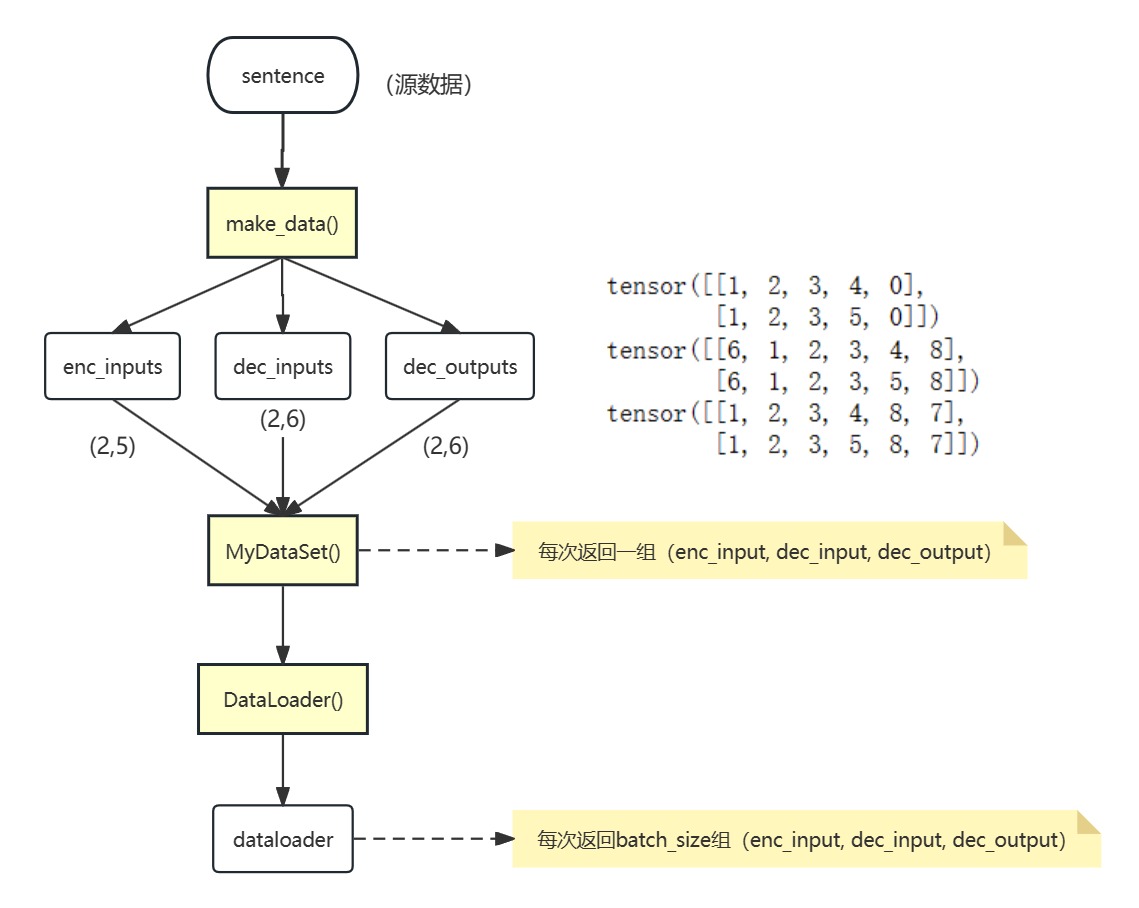 sentence
（源数据）
make_data()
enc_inputs
dec_inputs
dec_outputs
(2,5)
(2,6)
(2,6)
tensor([[1, 2, 3, 4, 0],
[1, 2, 3, 5, 0]])
tensor([[6, 1, 2, 3, 4, 8],
[6, 1, 2, 3, 5, 8]])
tensor([[1, 2, 3, 4, 8, 7],
[1, 2, 3, 5, 8, 7]])
MyDataSet()
每次返回一组（enc_input, dec_input, dec_output）
DataLoader()
dataloader
每次返回batch_size组（enc_input, dec_input, dec_output）